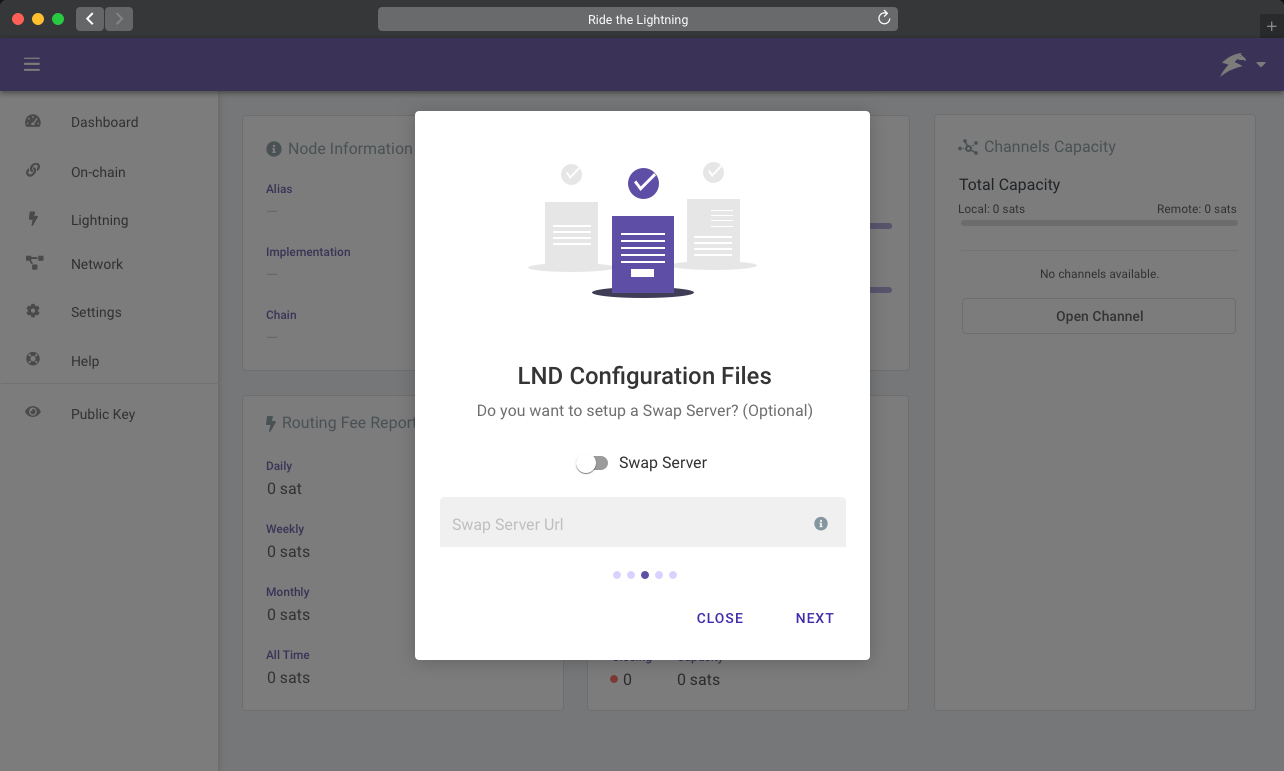 Ride the Lightning
Dashboard
On-chain
Lightning
Network
Settings
Help
Public Key
Node Information
Alias
—
Implementation
—
Chain
—
Channels Capacity
Total Capacity
Local: 0 sats Remote: 0 sats
No channels available.
Open Channel
Routing Fee Report
Daily
0 sat
Weekly
0 sats
Monthly
0 sats
All Time
0 sats
Closing Capacity
0 0 sats
LND Configuration Files
Do you want to setup a Swap Server? (Optional)
Swap Server
Swap Server Url
CLOSE NEXT